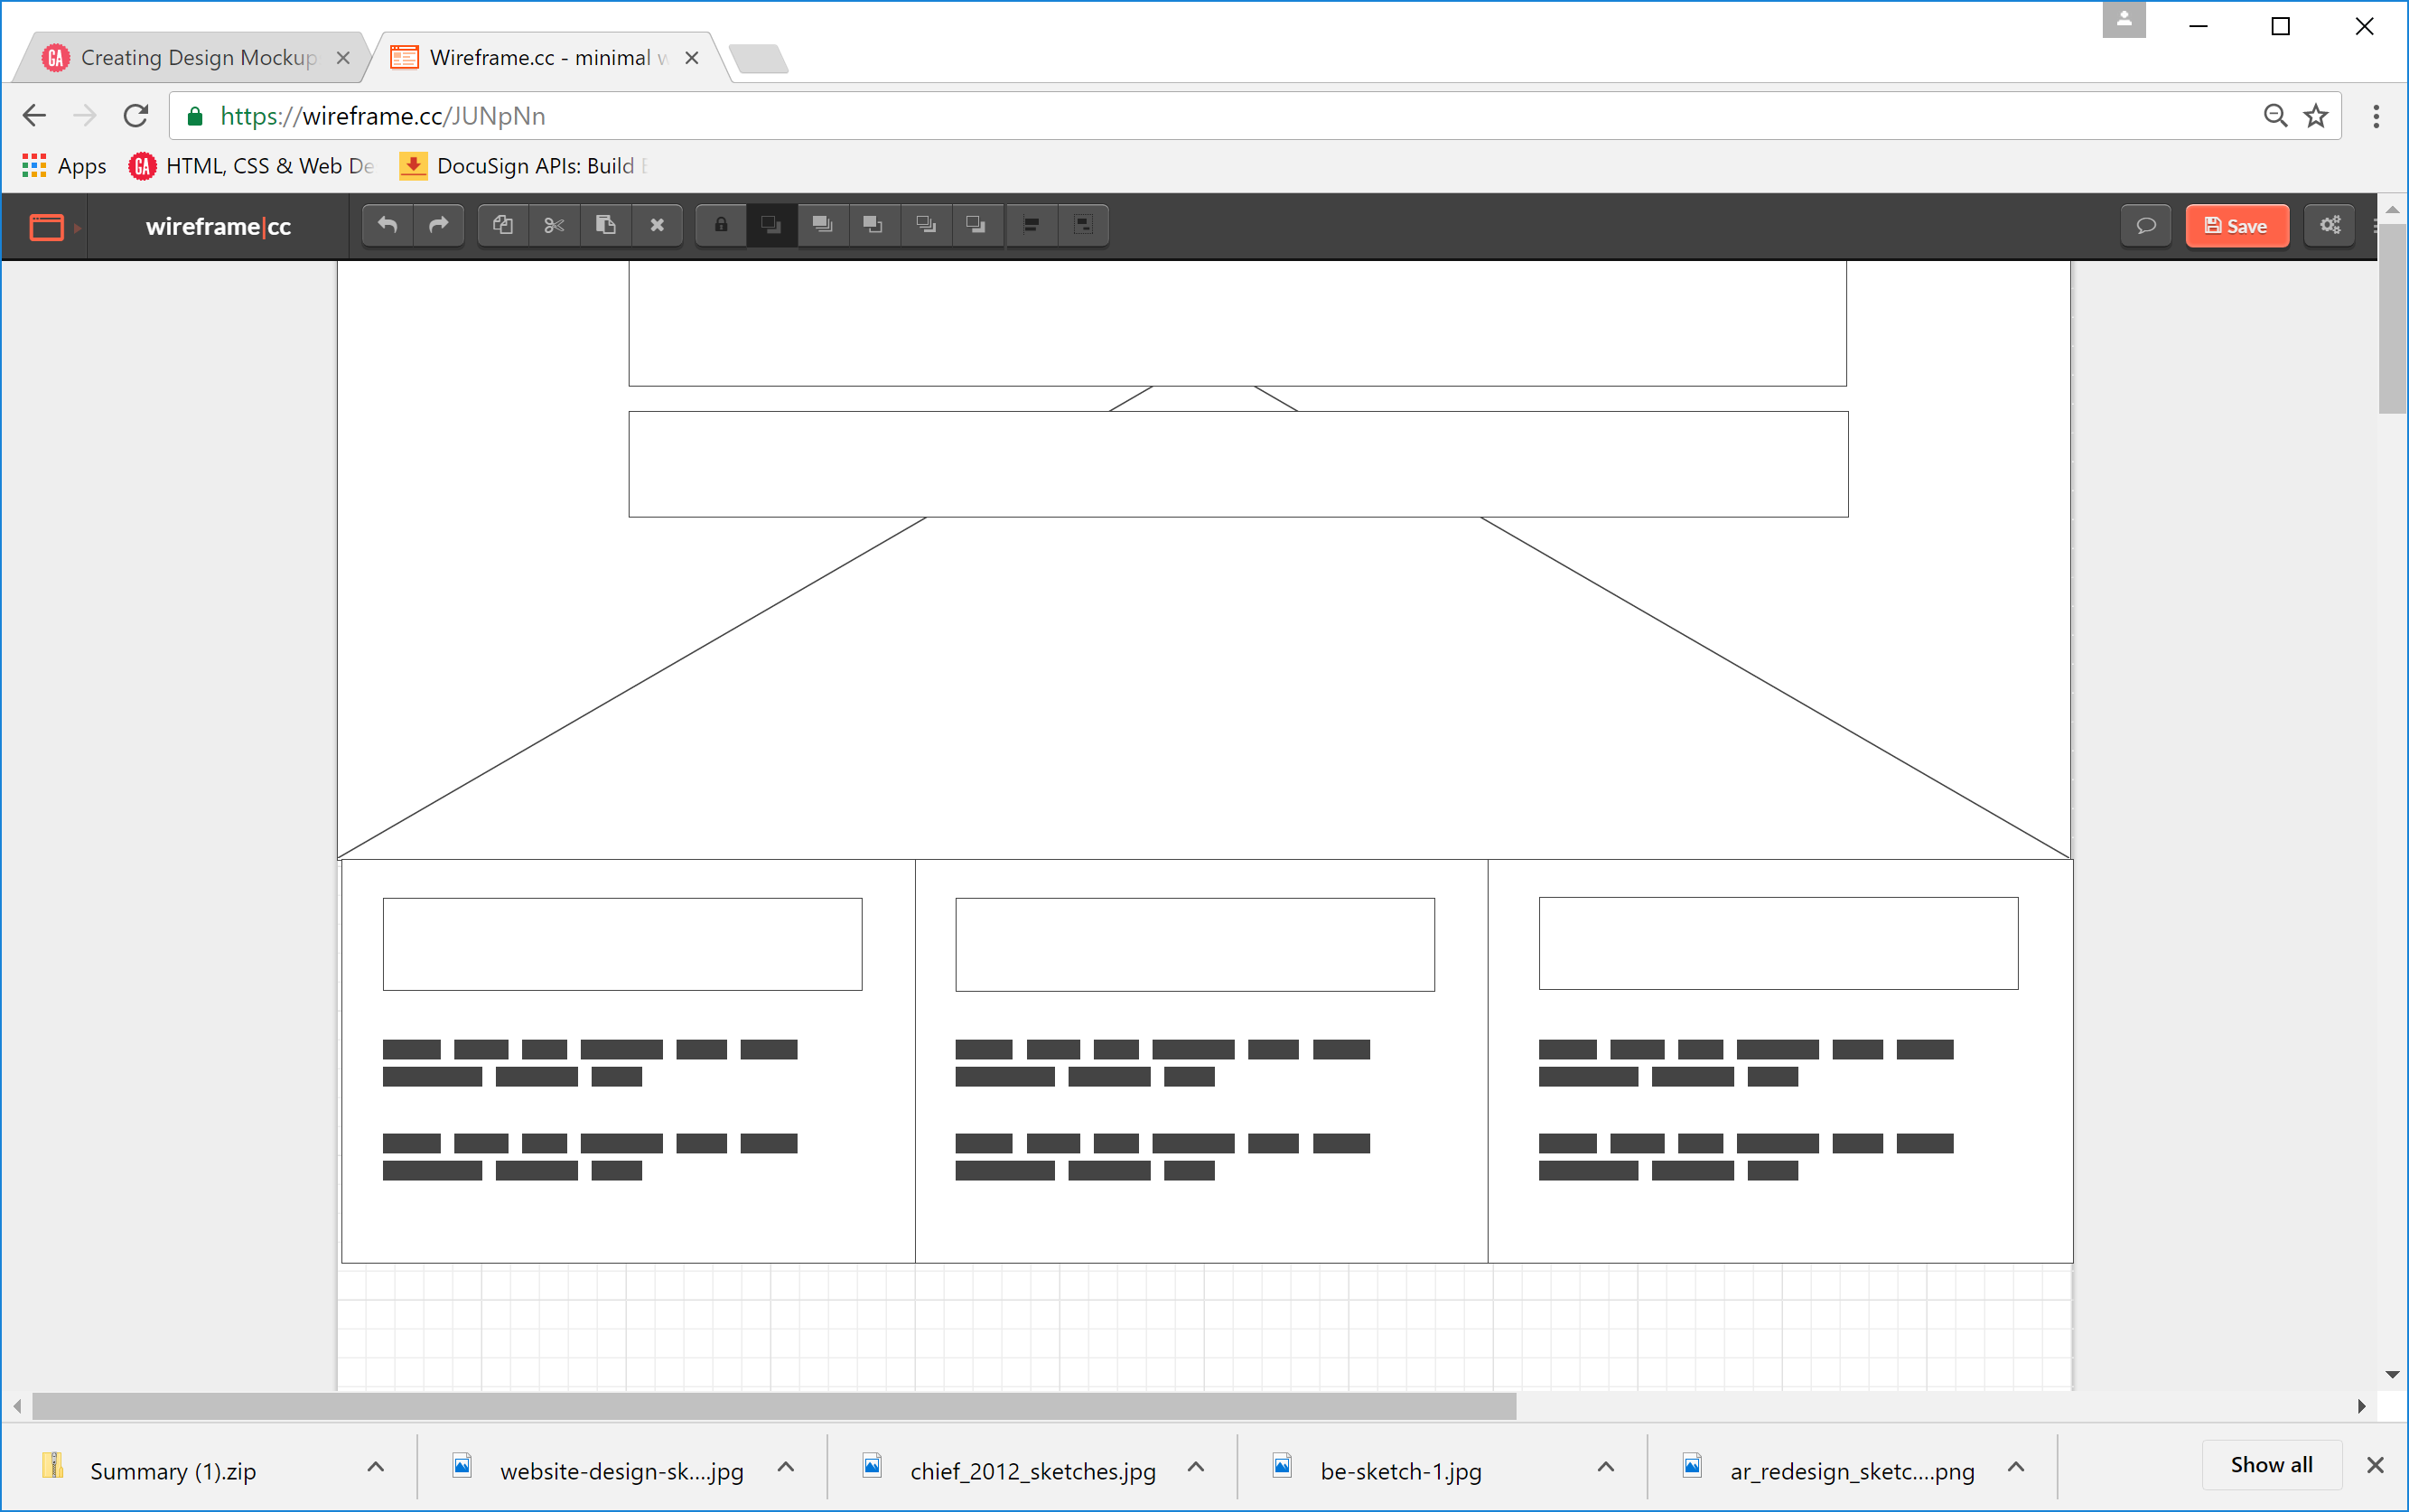 Creating Design Mockup
Wireframe.cc - minimal w
https://wireframe.cc/JUNpNn
Apps
GA HTML, CSS & Web De
DocuSign APIs: Build E
wireframe|cc
Save
Summary (1).zip
website-design-sk....jpg
chief_2012_sketches.jpg
be-sketch-1.jpg
ar_redesign_sketc....png
Show all